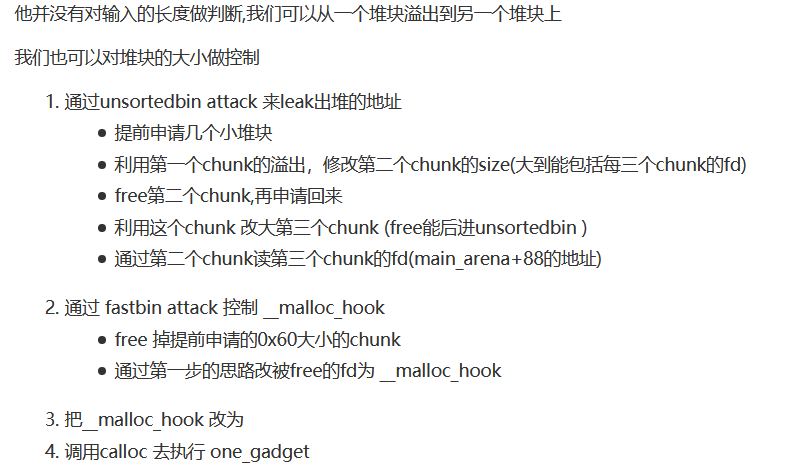 他并没有对输入的长度做判断,我们可以从一个堆块溢出到另一个堆块上
我们也可以对堆块的大小做控制
1. 通过unsortedbin attack 来leak出堆的地址
● 提前申请几个小堆块
● 利用第一个chunk的溢出，修改第二个chunk的size(大到能包括每三个chunk的fd)
● free第二个chunk,再申请回来
● 利用这个chunk 改大第三个chunk (free能后进unsortedbin )
● 通过第二个chunk读第三个chunk的fd(main_arena+88的地址)
2. 通过 fastbin attack 控制 __malloc_hook
● free 掉提前申请的0x60大小的chunk
● 通过第一步的思路改被free的fd为 __malloc_hook
3. 把__malloc_hook 改为
4. 调用calloc 去执行 one_gadget